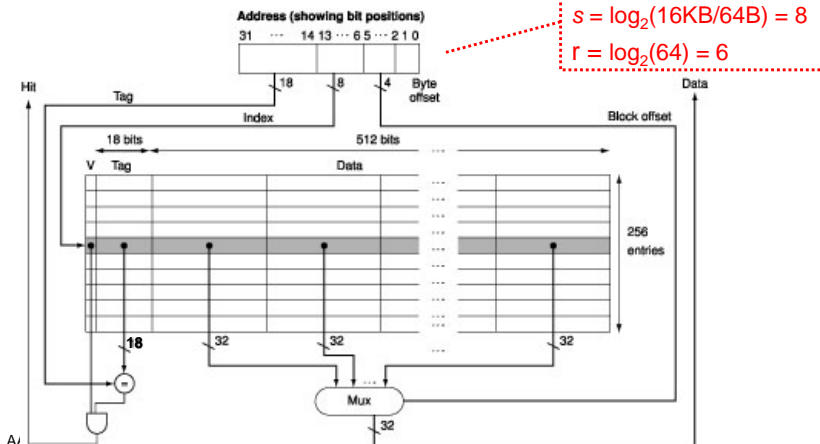 Address (showing bit positions)
31 ··· 14 13 ··· 6 5 ··· 2 1 0
s = log₂(16KB/64B) = 8
r = log₂(64) = 6
18 8 4 Byte offset
Hit
Data
Tag
Index
Block offset
18 bits
512 bits
V Tag Data
256 entries
18 32 32 32
=
Mux
32